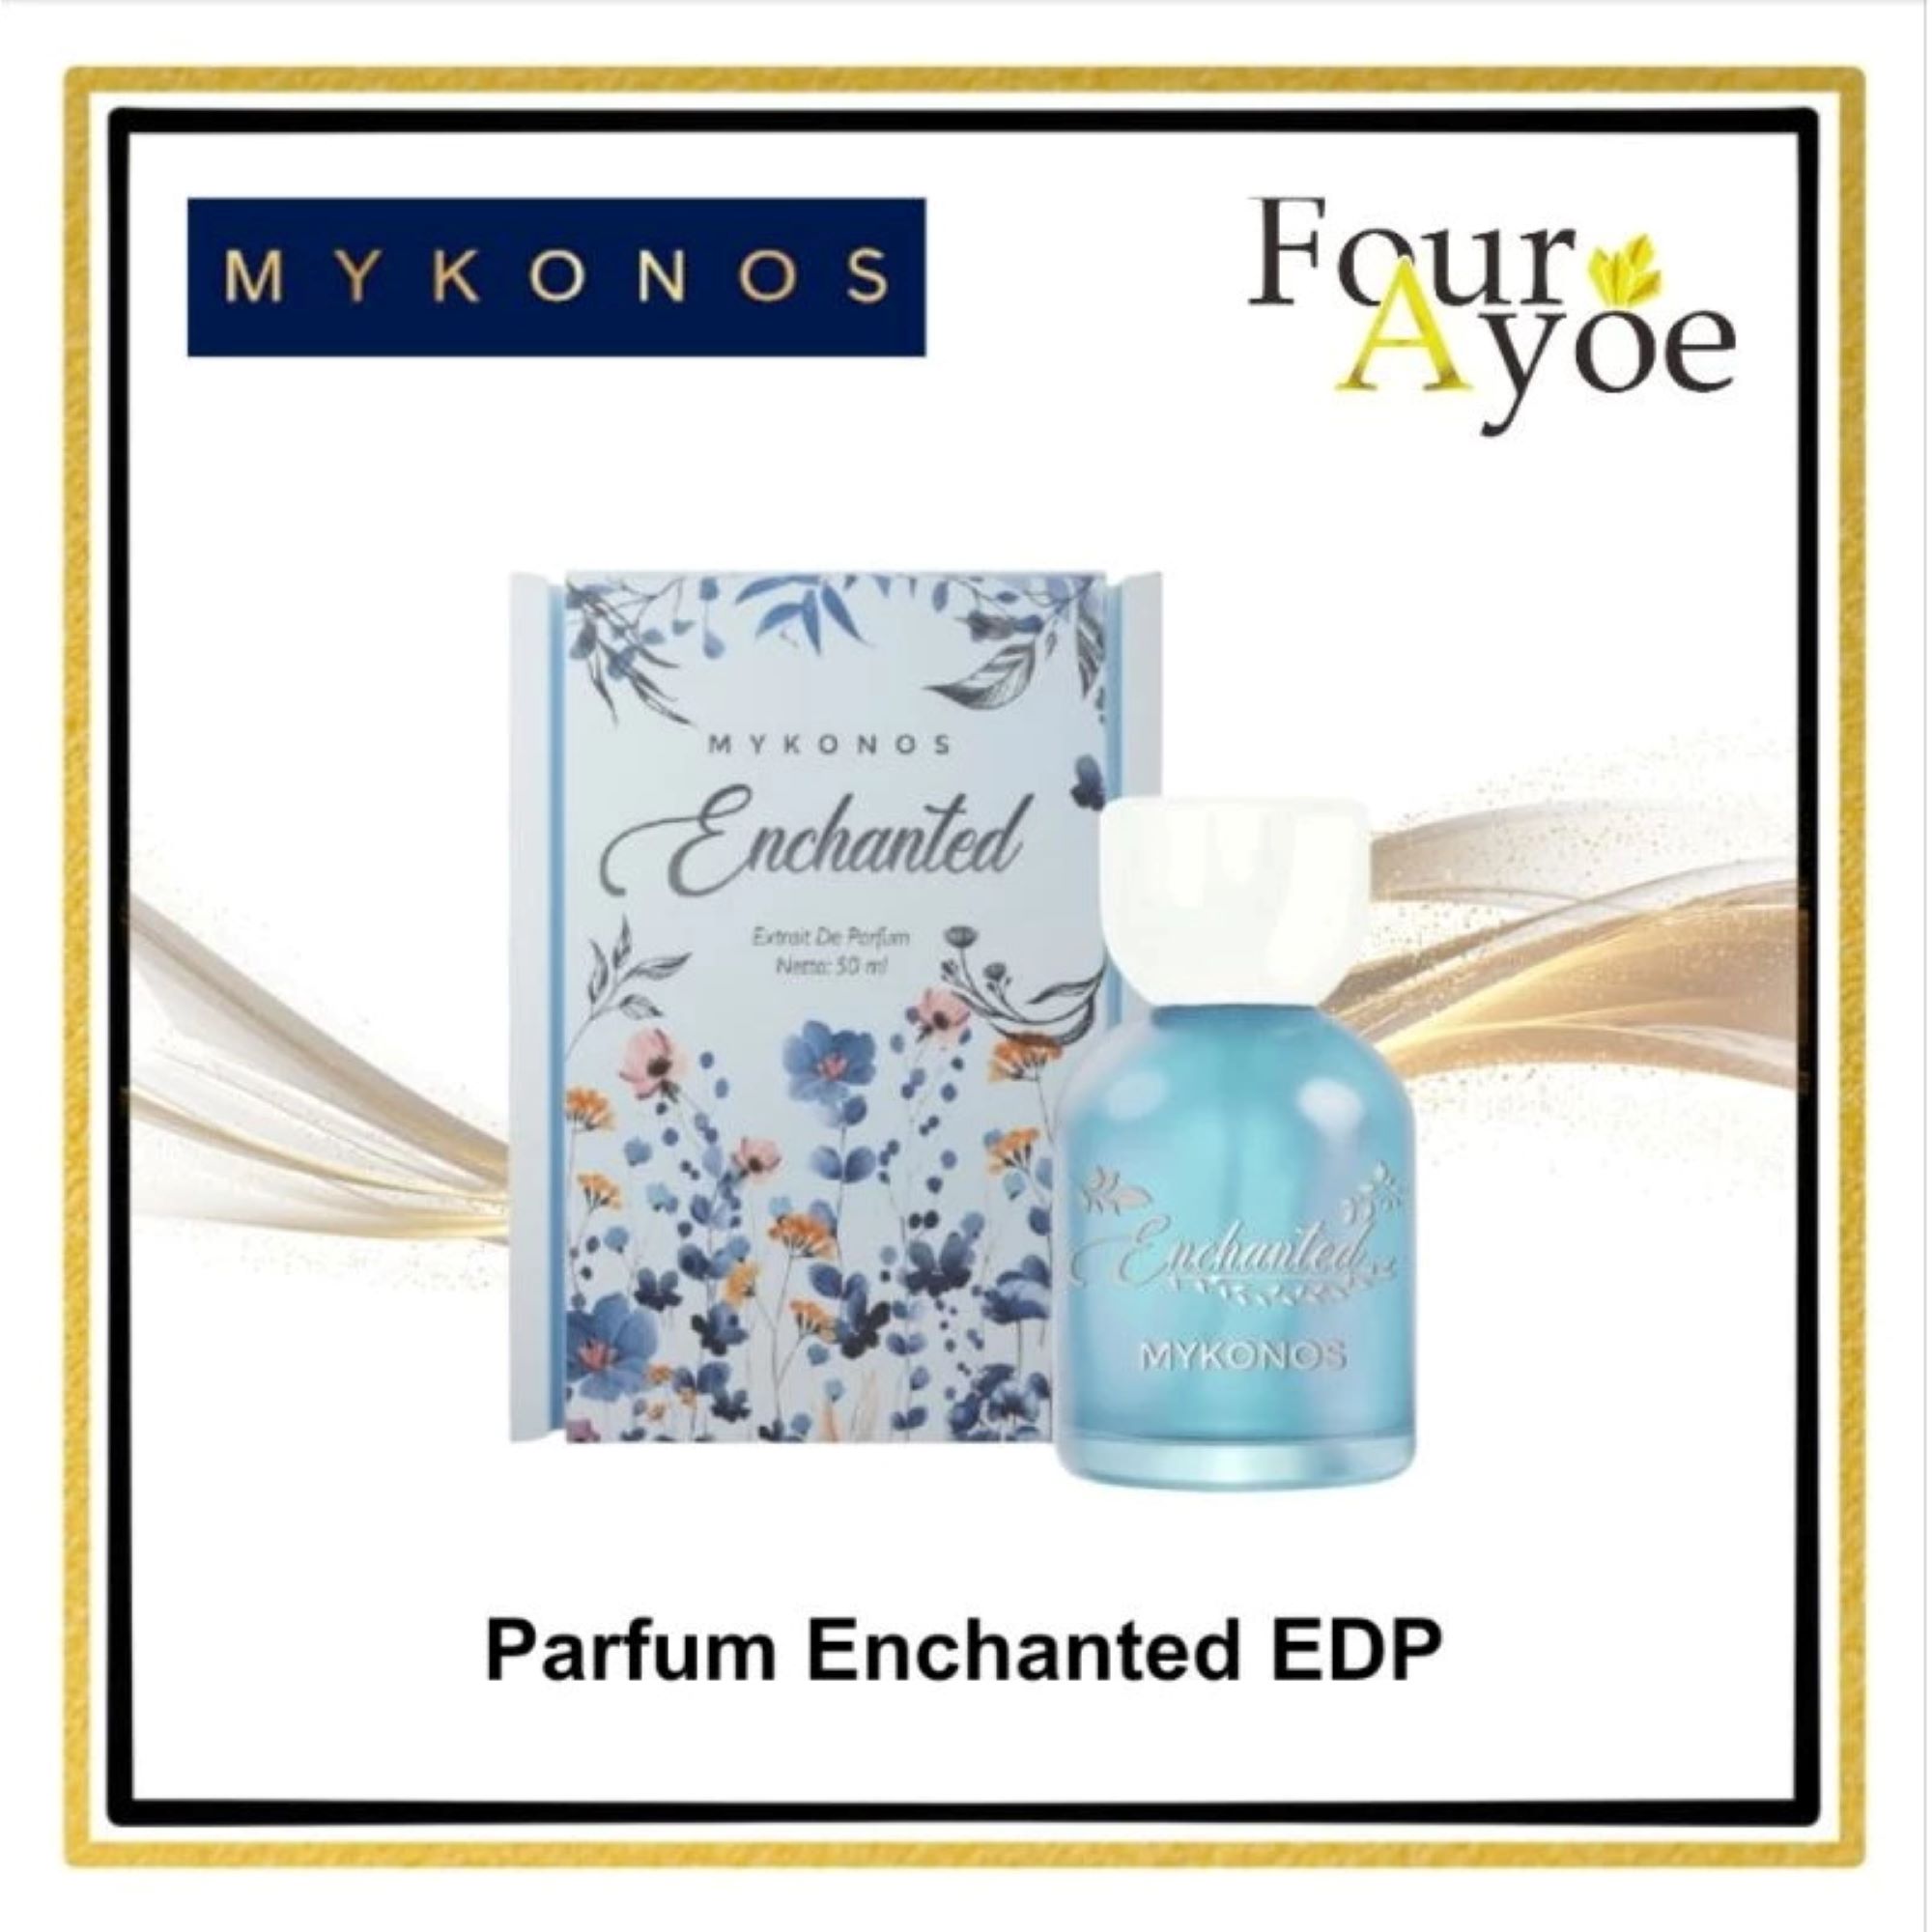 MYKONOS
Four
Ayoe
MYKONOS
Enchanted
Extrait De Parfum
Netto: 50 ml
Enchanted
MYKONOS
Parfum Enchanted EDP